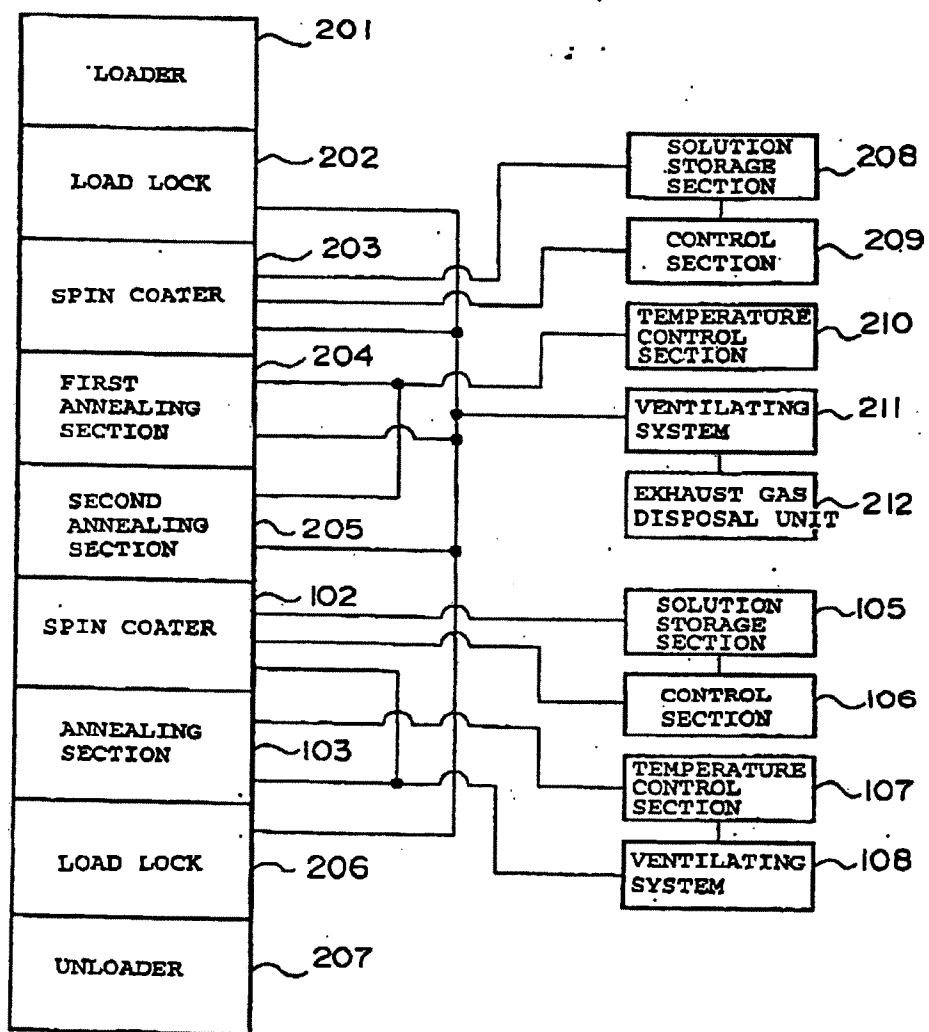 LOADER
201
LOAD LOCK
202
SPIN COATER
203
FIRST
ANNEALING
SECTION
204
SECOND
ANNEALING
SECTION
205
SPIN COATER
102
ANNEALING
SECTION
103
LOAD LOCK
206
UNLOADER
207
SOLUTION
STORAGE
SECTION
208
CONTROL
SECTION
209
TEMPERATURE
CONTROL
SECTION
210
VENTILATING
SYSTEM
211
EXHAUST GAS
DISPOSAL UNIT
212
SOLUTION
STORAGE
SECTION
105
CONTROL
SECTION
106
TEMPERATURE
CONTROL
SECTION
107
VENTILATING
SYSTEM
108